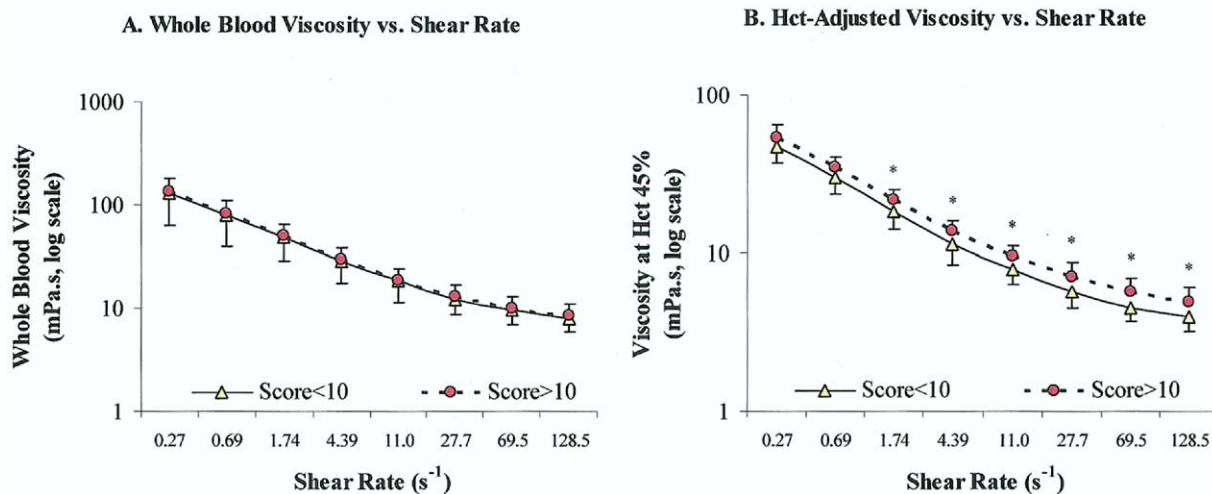 A. Whole Blood Viscosity vs. Shear Rate
Whole Blood Viscosity
(mPa.s, log scale)
1000
100
10
1
Score<10
Score>10
0.27 0.69 1.74 4.39 11.0 27.7 69.5 128.5
Shear Rate (s⁻¹)
B. Hct-Adjusted Viscosity vs. Shear Rate
Viscosity at Hct 45%
(mPa.s, log scale)
100
10
1
* * * * * *
Score<10
Score>10
0.27 0.69 1.74 4.39 11.0 27.7 69.5 128.5
Shear Rate (s⁻¹)